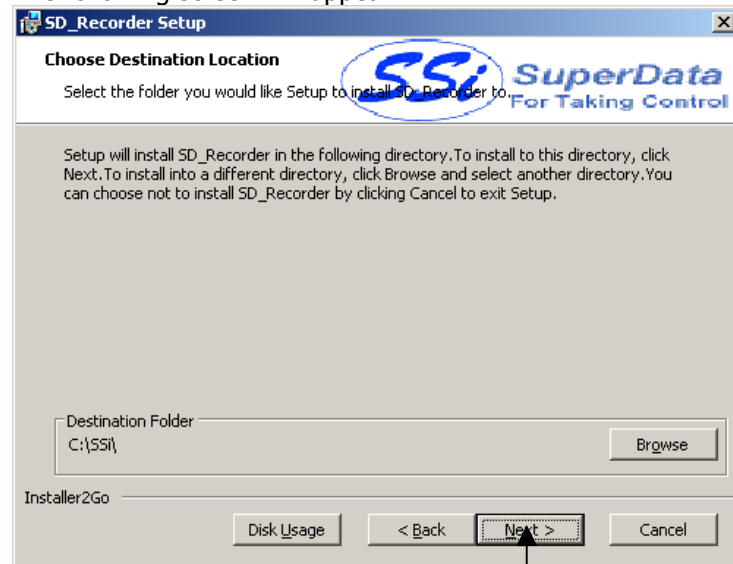 SD_Recorder Setup
Choose Destination Location
Select the folder you would like Setup to install SD_Recorder to.
SSi
SuperData
For Taking Control
Setup will install SD_Recorder in the following directory.To install to this directory, click
Next.To install into a different directory, click Browse and select another directory.You
can choose not to install SD_Recorder by clicking Cancel to exit Setup.
Destination Folder
C:\SSi\
Browse
Installer2Go
Disk Usage
< Back
Next >
Cancel